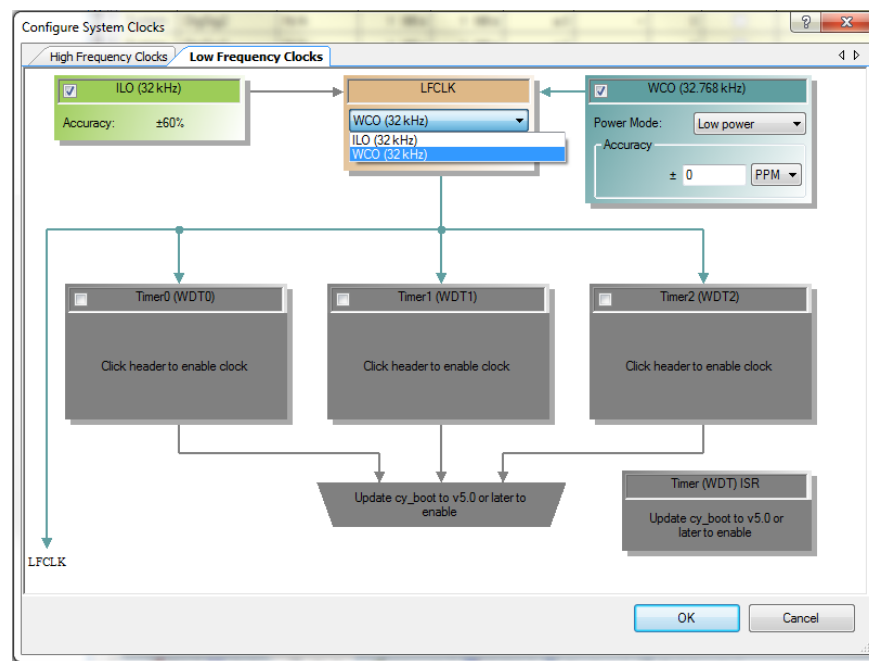 Configure System Clocks
High Frequency Clocks
Low Frequency Clocks
ILO (32 kHz)
Accuracy: ±60%
LFCLK
WCO (32 kHz)
ILO (32 kHz)
WCO (32 kHz)
WCO (32.768 kHz)
Power Mode: Low power
Accuracy
± 0 PPM
Timer0 (WDT0)
Click header to enable clock
Timer1 (WDT1)
Click header to enable clock
Timer2 (WDT2)
Click header to enable clock
Update cy_boot to v5.0 or later to
enable
Timer (WDT) ISR
Update cy_boot to v5.0 or
later to enable
LFCLK
OK
Cancel